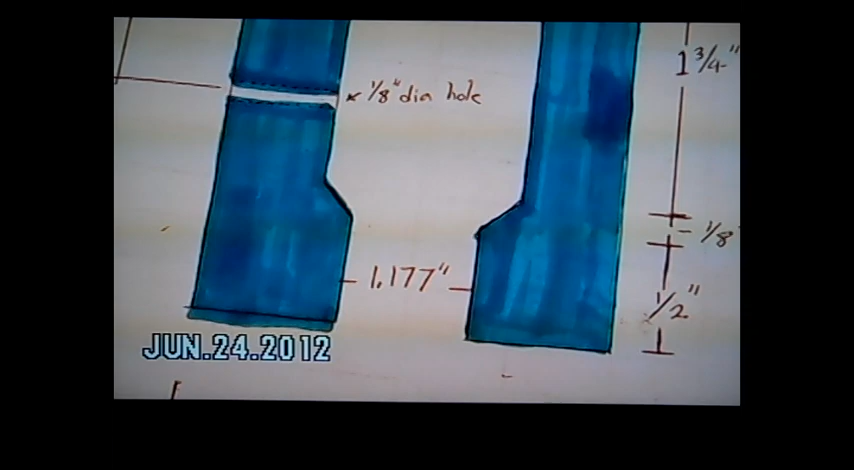 1 3/4"
1/8" dia hole
- 1/8"
1.177"
1/2"
JUN.24.2012